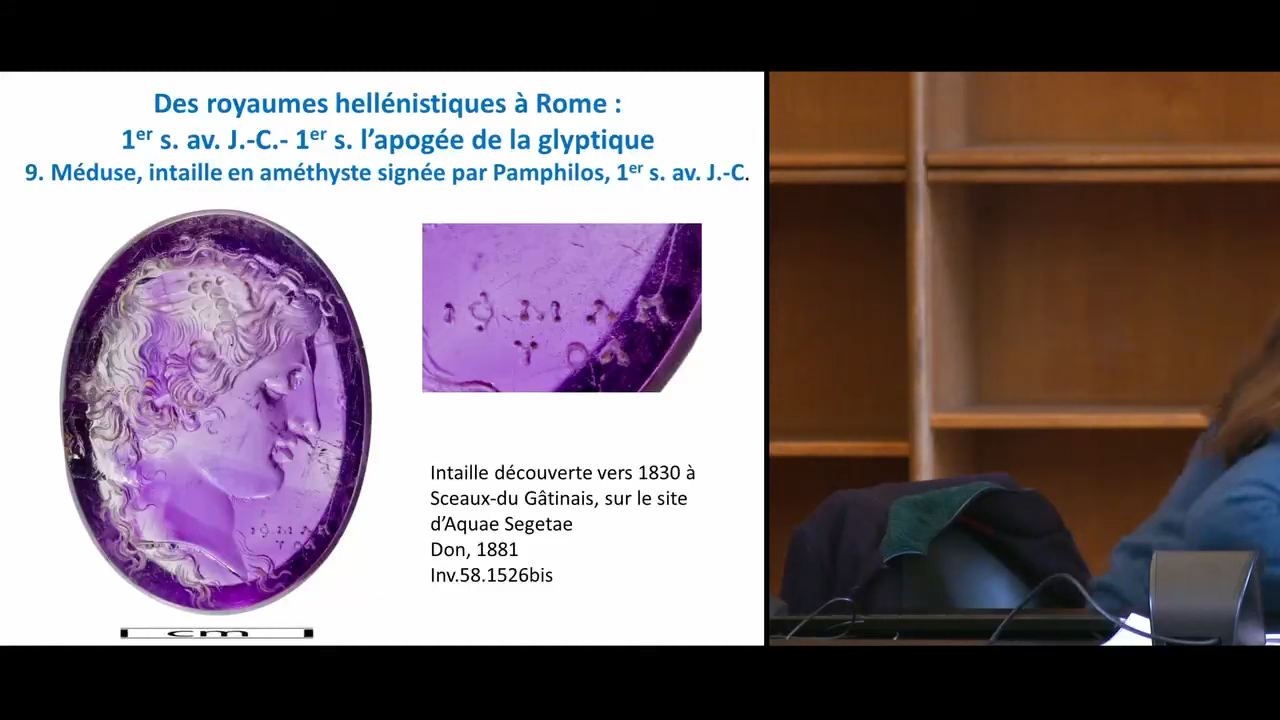 Des royaumes hellénistiques à Rome :
1er s. av. J.-C.- 1er s. l’apogée de la glyptique
9. Méduse, intaille en améthyste signée par Pamphilos, 1er s. av. J.-C.
Intaille découverte vers 1830 à
Sceaux-du Gâtinais, sur le site
d’Aquae Segetae
Don, 1881
Inv.58.1526bis
cm